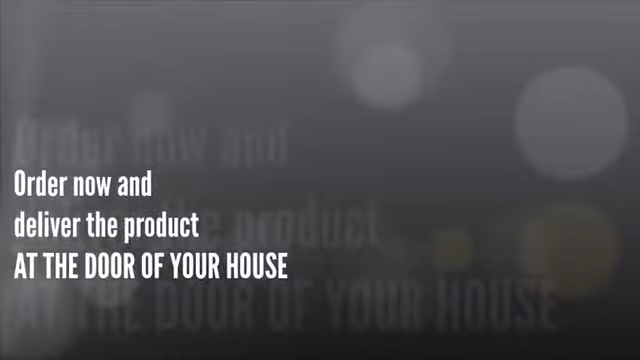 Order now and
deliver the product
AT THE DOOR OF YOUR HOUSE